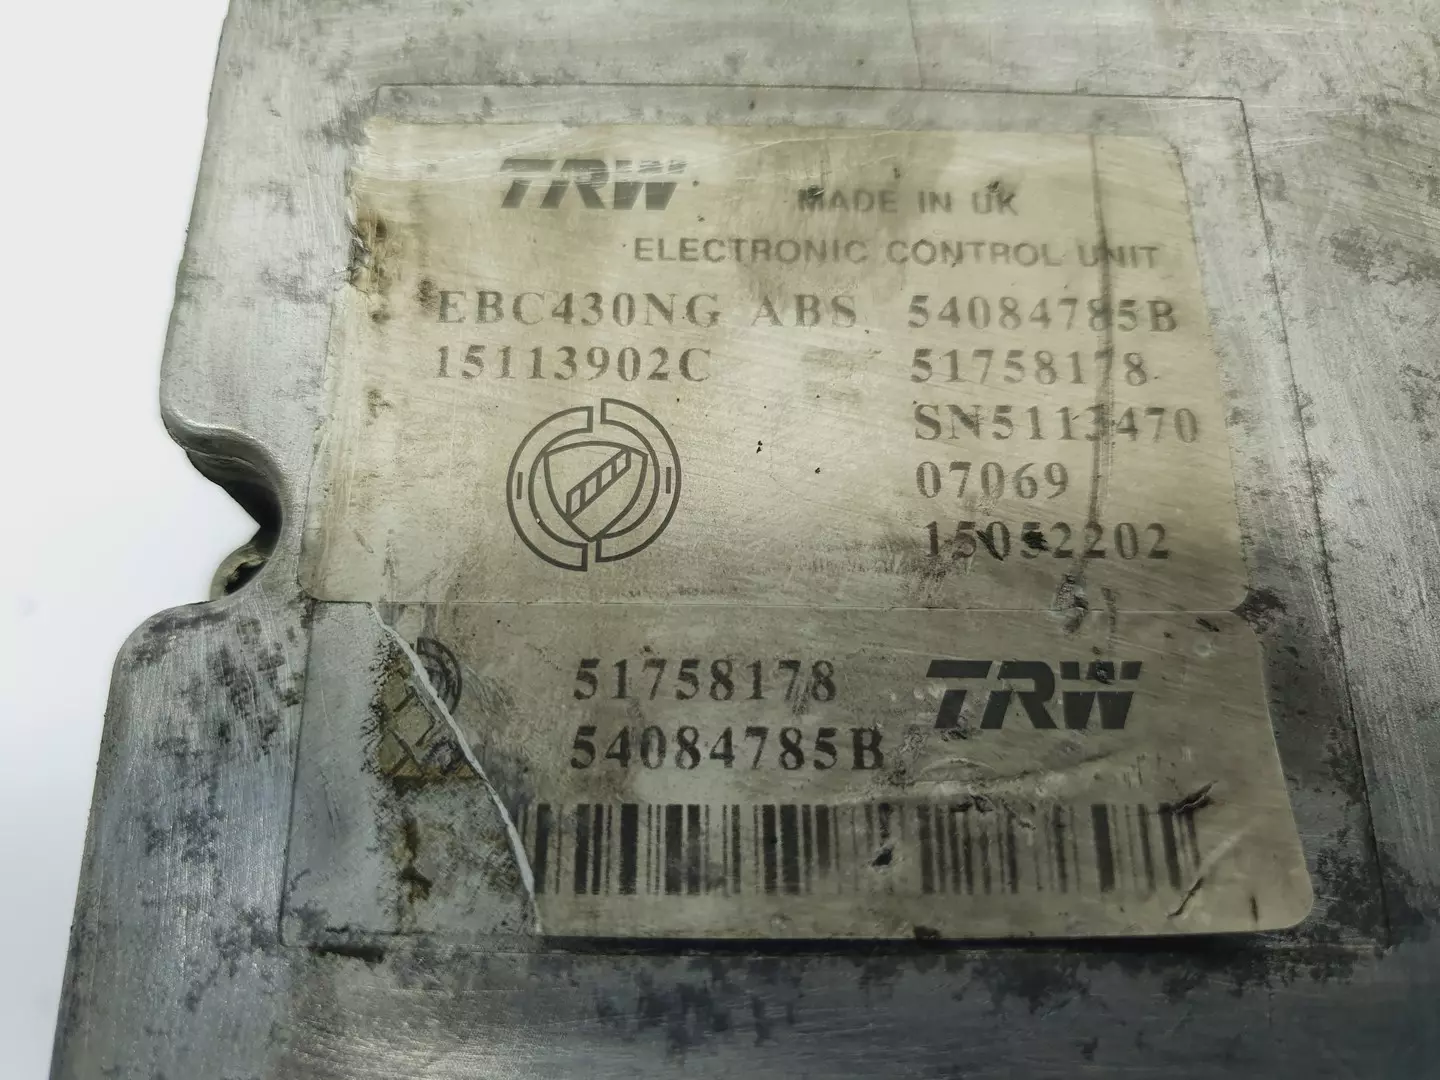 TRW MADE IN UK
ELECTRONIC CONTROL UNIT
EBC430NG ABS 54084785B
15113902C 51758178
SN5113470
07069
15052202
51758178 TRW
54084785B